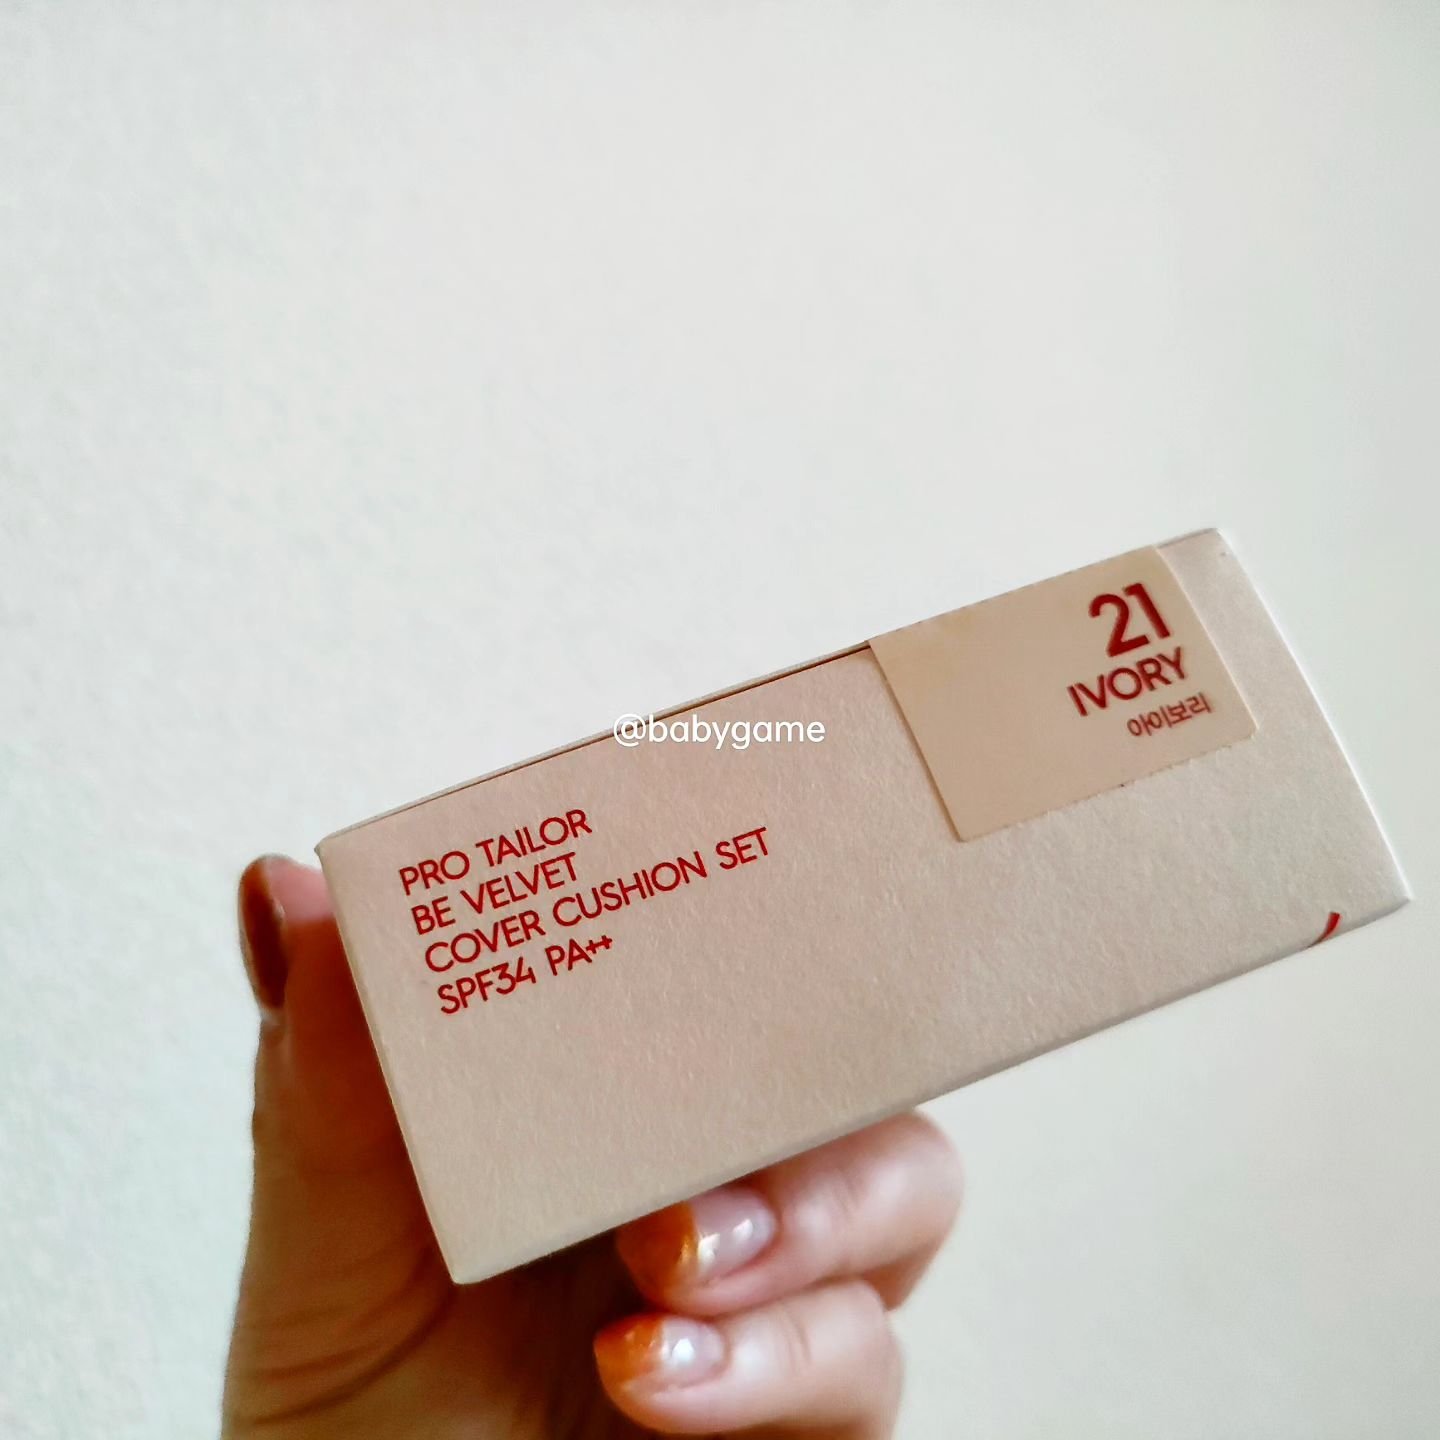 21
IVORY
아이보리
@babygame
PRO TAILOR
BE VELVET
COVER CUSHION SET
SPF34 PA++